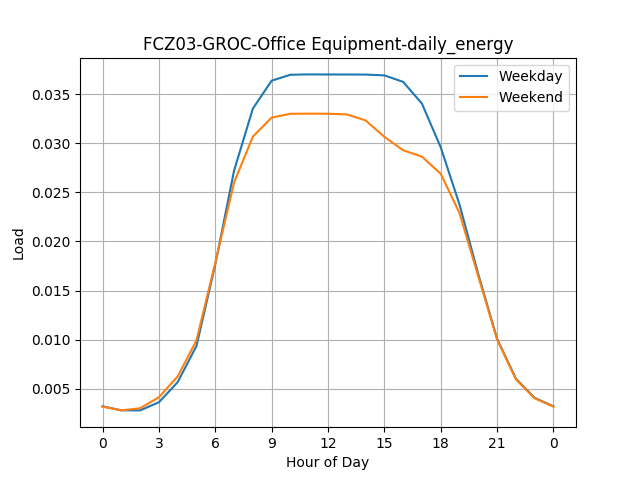 FCZ03-GROC-Office Equipment-daily_energy
Weekday
Weekend
0.035
0.030
0.025
0.020
0.015
0.010
0.005
Load
0 3 6 9 12 15 18 21 0
Hour of Day